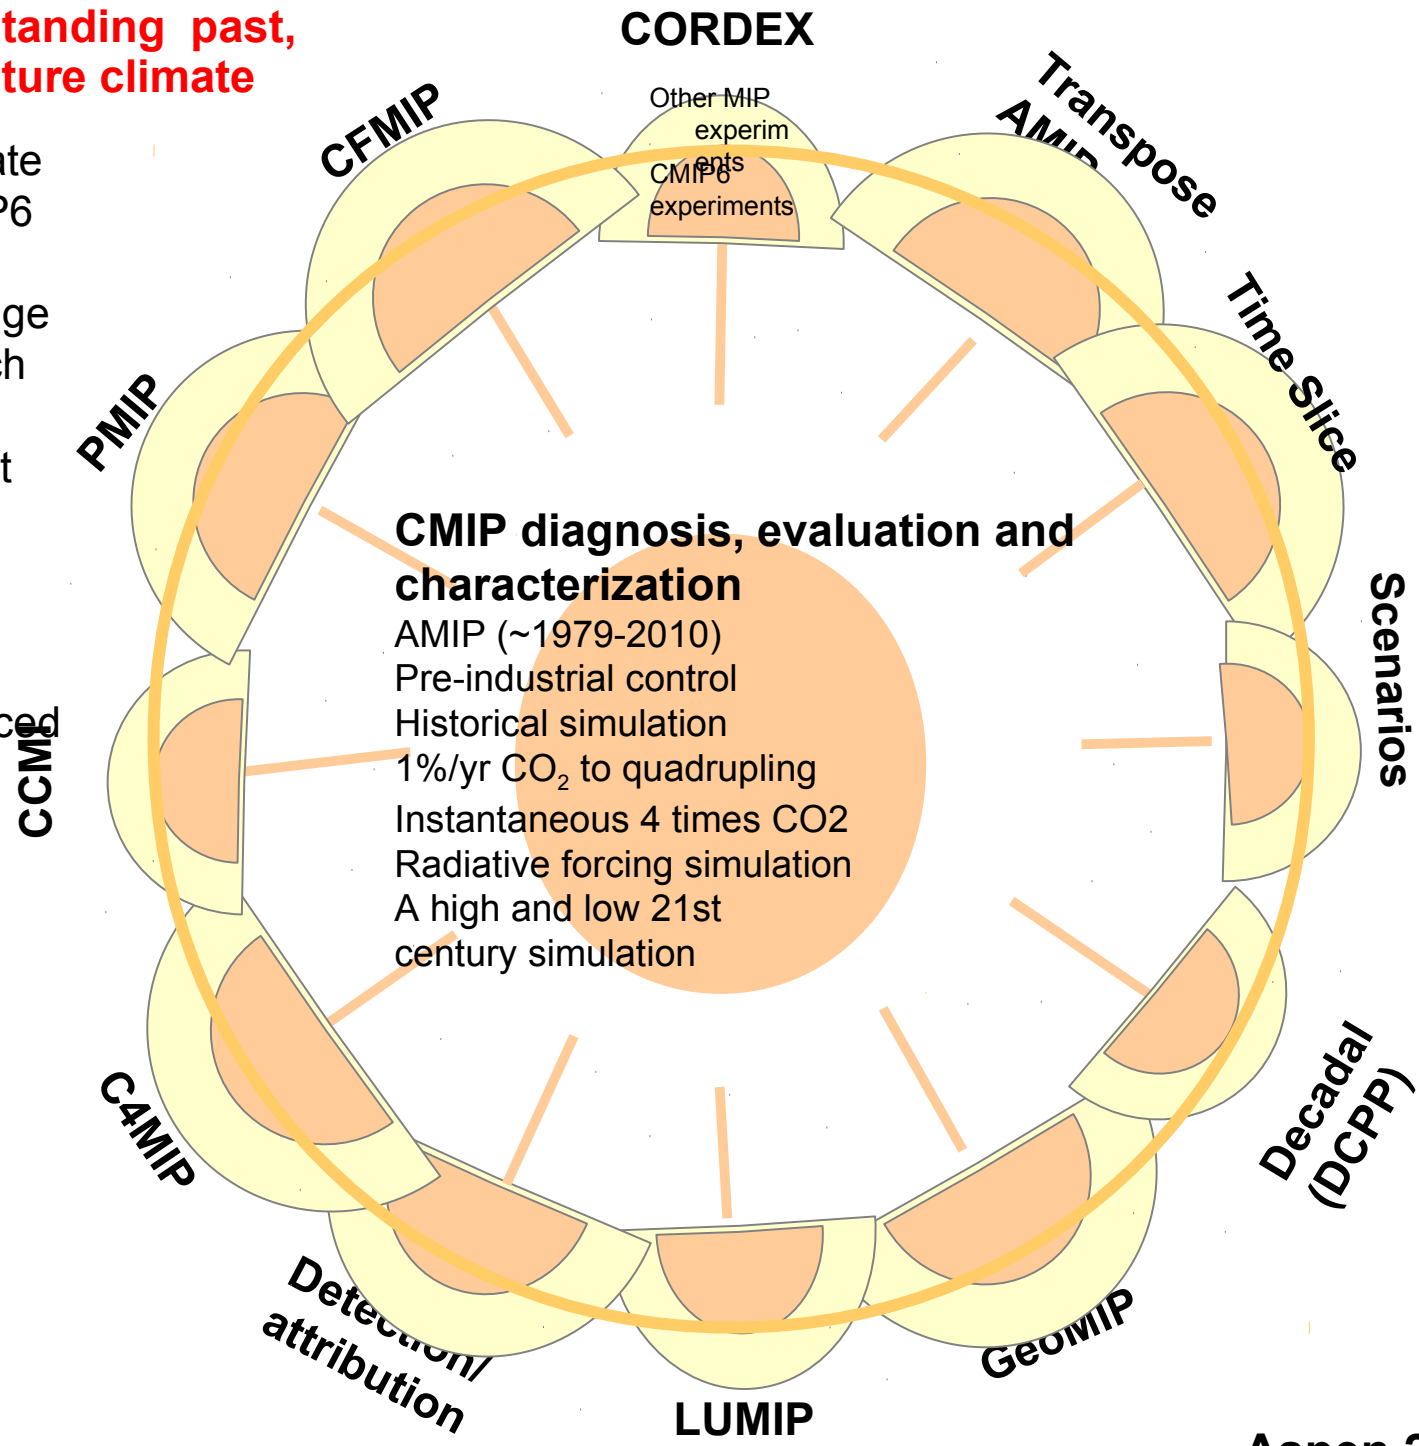 tanding past,
ture climate
ate
P6
ge
ch
t
ced
CORDEX
Other MIP
experim
ents
CMIP6
experiments
Transpose
AMIP
Time Slice
Scenarios
Decadal
(DCPP)
GeoMIP
LUMIP
Detection/
attribution
C4MIP
CCMI
PMIP
CFMIP
CMIP diagnosis, evaluation and
characterization
AMIP (~1979-2010)
Pre-industrial control
Historical simulation
1%/yr CO₂ to quadrupling
Instantaneous 4 times CO2
Radiative forcing simulation
A high and low 21st
century simulation